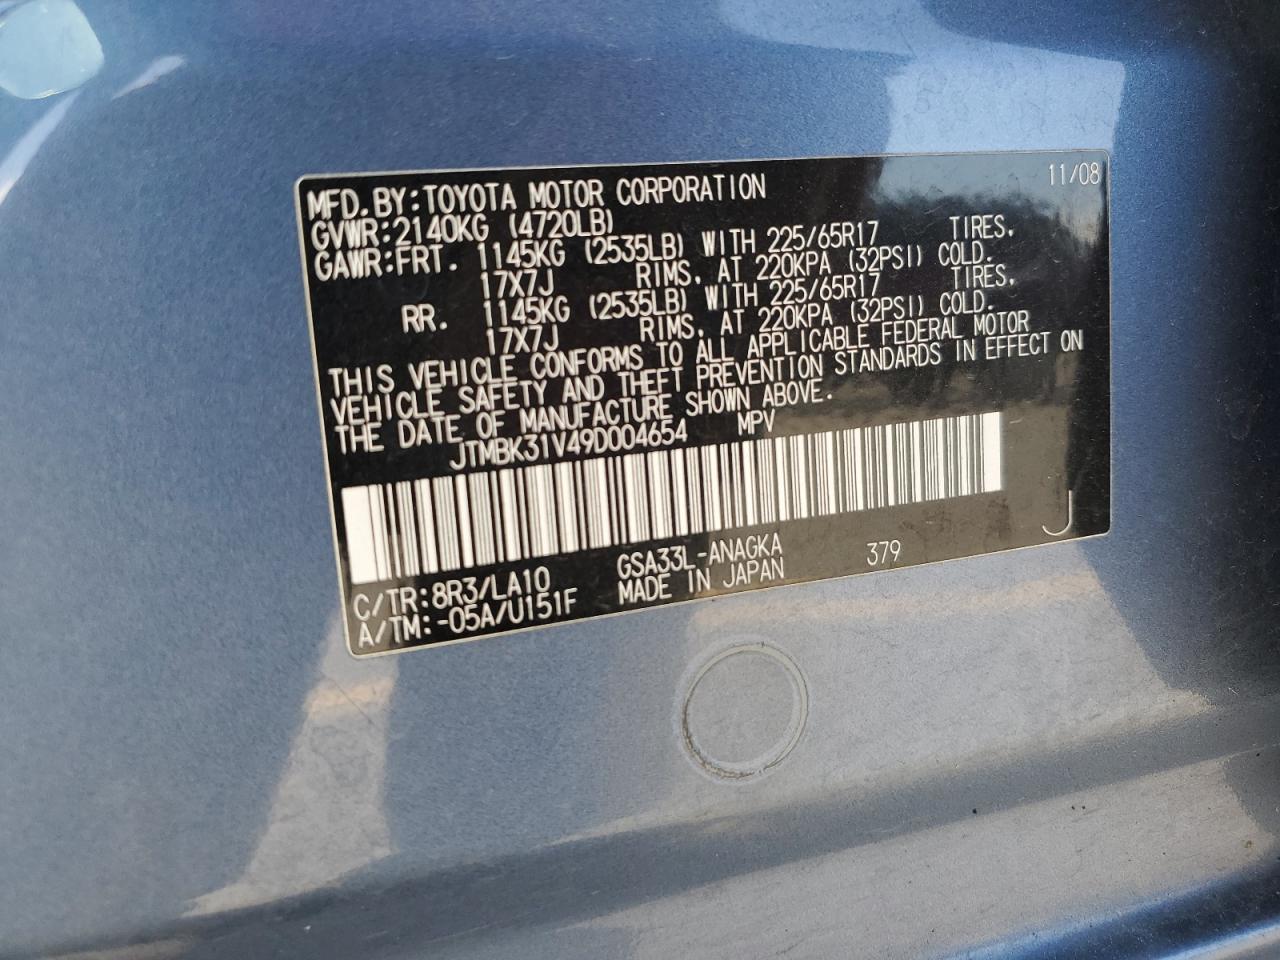 MFD. BY: TOYOTA MOTOR CORPORATION 11/08
GVWR: 2140KG (4720LB)
GAWR: FRT. 1145KG (2535LB) WITH 225/65R17 TIRES,
17X7J RIMS, AT 220KPA (32PSI) COLD.
RR. 1145KG (2535LB) WITH 225/65R17 TIRES,
17X7J RIMS, AT 220KPA (32PSI) COLD.
THIS VEHICLE CONFORMS TO ALL APPLICABLE FEDERAL MOTOR
VEHICLE SAFETY AND THEFT PREVENTION STANDARDS IN EFFECT ON
THE DATE OF MANUFACTURE SHOWN ABOVE.
JTMBK31V49D004654 MPV
C/TR: 8R3/LA10 GSA33L-ANAGKA 379 J
A/TM: -05A/U151F MADE IN JAPAN